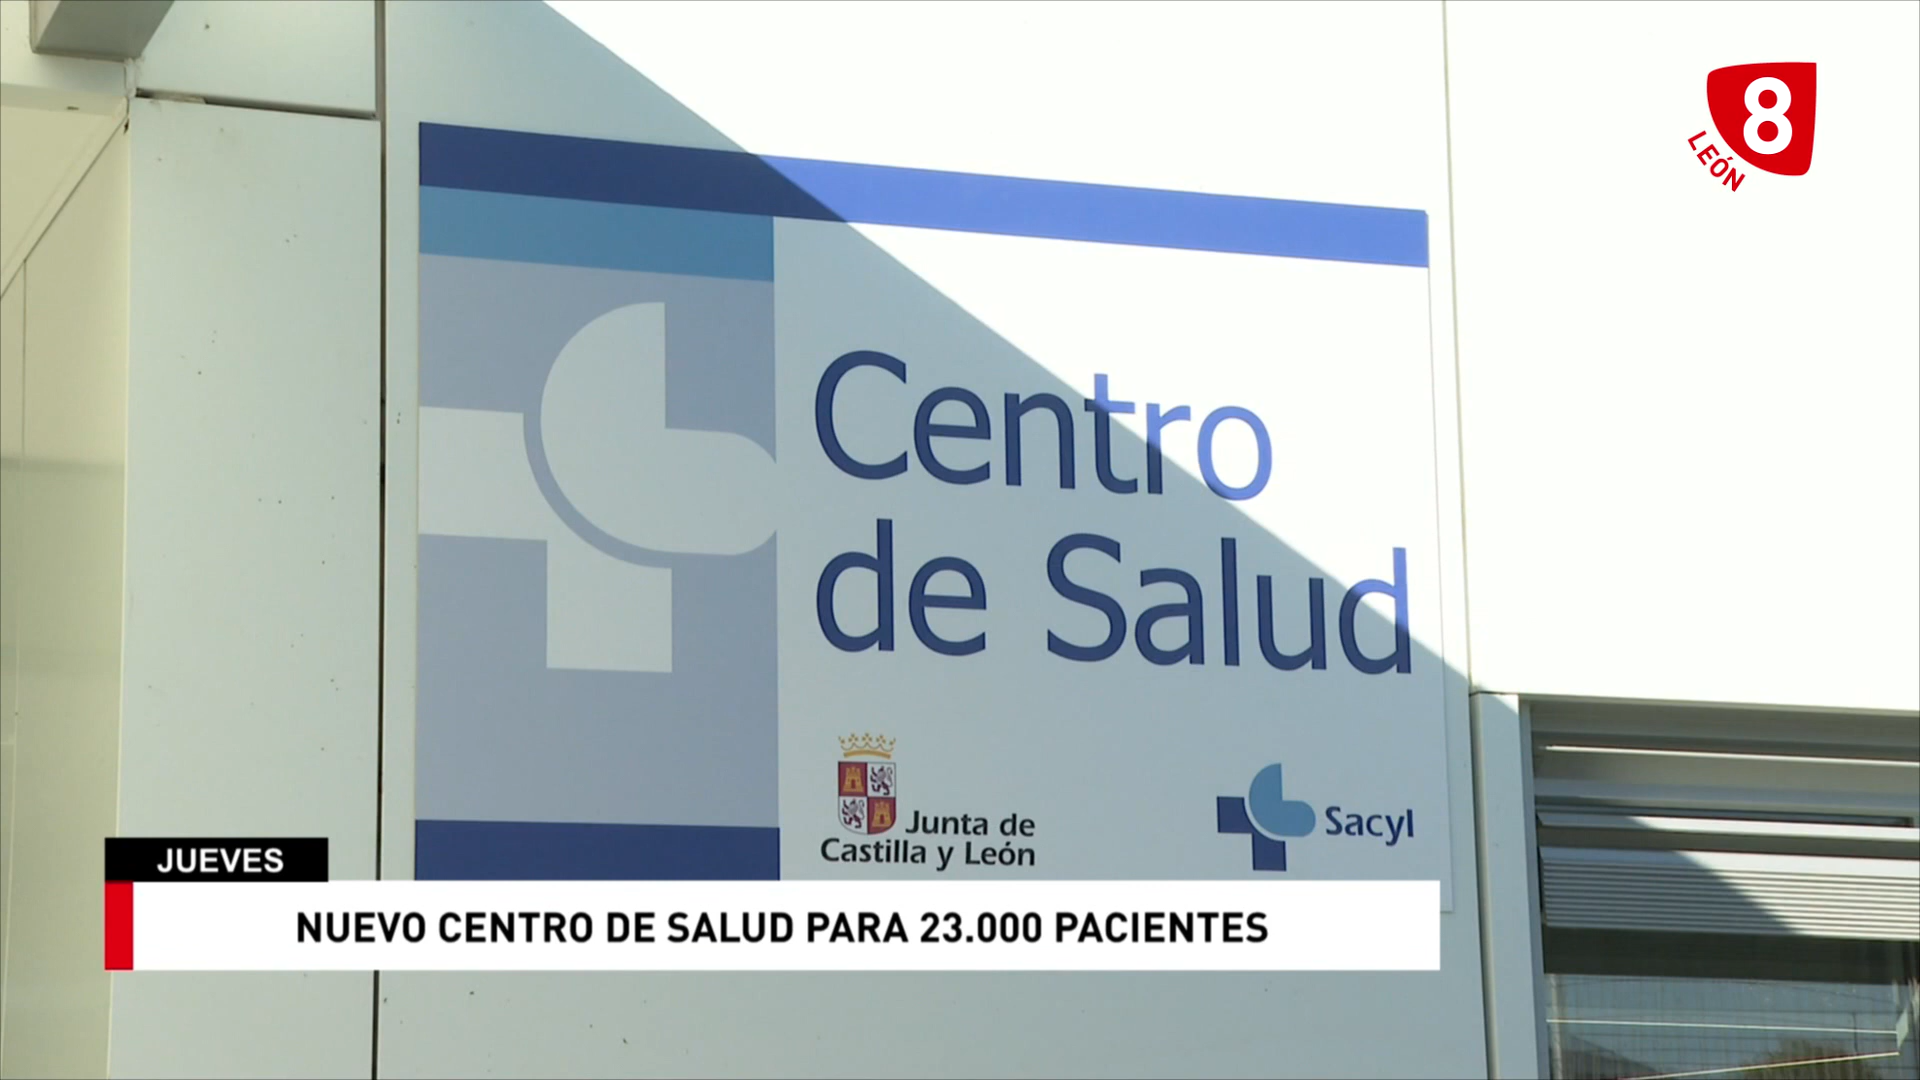 8
LEÓN
Centro
de Salud
Junta de
Castilla y León
Sacyl
JUEVES
NUEVO CENTRO DE SALUD PARA 23.000 PACIENTES